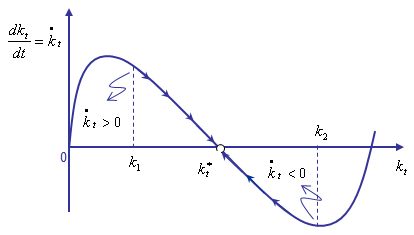 dk_t/dt = k̇_t
k̇_t > 0
k_2
0
k_1
k_t*
k̇_t < 0
k_t